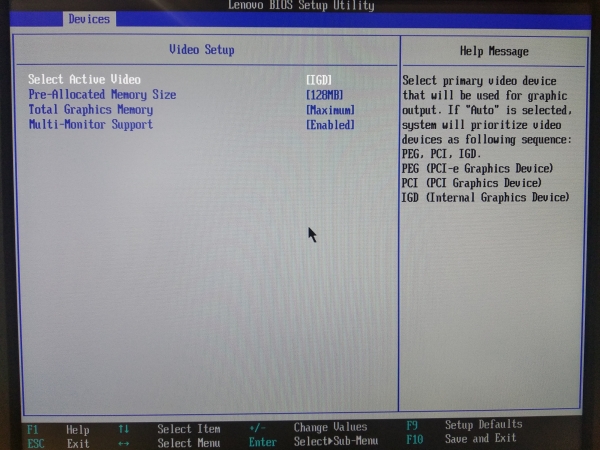 Lenovo BIOS Setup Utility
Devices
Video Setup
Help Message
Select Active Video [IGD]
Pre-Allocated Memory Size [128MB]
Total Graphics Memory [Maximum]
Multi-Monitor Support [Enabled]
Select primary video device
that will be used for graphic
output. If "Auto" is selected,
system will prioritize video
devices as following sequence:
PEG, PCI, IGD.
PEG (PCI-e Graphics Device)
PCI (PCI Graphics Device)
IGD (Internal Graphics Device)
F1 Help ↑↓ Select Item +/- Change Values F9 Setup Defaults
ESC Exit ↔ Select Menu Enter Select▶Sub-Menu F10 Save and Exit